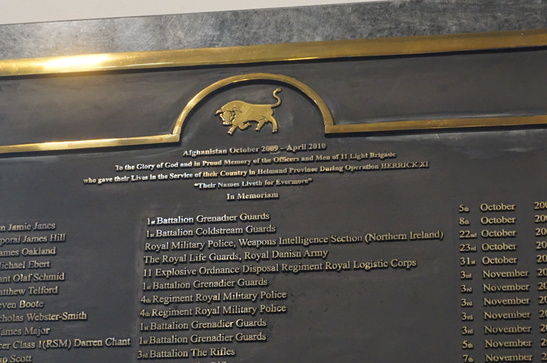 Afghanistan October 2009 – April 2010
To the Glory of God and in Proud Memory of the Officers and Men of 11 Light Brigade
who gave their Lives in the Service of their Country in Helmand Province During Operation HERRICK XI
"Their Names Liveth for Evermore"
In Memoriam
Jamie Janes 1st Battalion Grenadier Guards 5th October
James Hill 1st Battalion Coldstream Guards 8th October
James Oakland Royal Military Police, Weapons Intelligence Section (Northern Ireland) 22nd October
Michael Ebert The Royal Life Guards, Royal Danish Army 23rd October
Olaf Schmid 11 Explosive Ordnance Disposal Regiment Royal Logistic Corps 31st October
Matthew Telford 1st Battalion Grenadier Guards 3rd November
Steven Boote 4th Regiment Royal Military Police 3rd November
Nicholas Webster-Smith 4th Regiment Royal Military Police 3rd November
James Major 1st Battalion Grenadier Guards 3rd November
Class 1(RSM) Darren Chant 1st Battalion Grenadier Guards 3rd November
Scott 3rd Battalion The Rifles 7th November